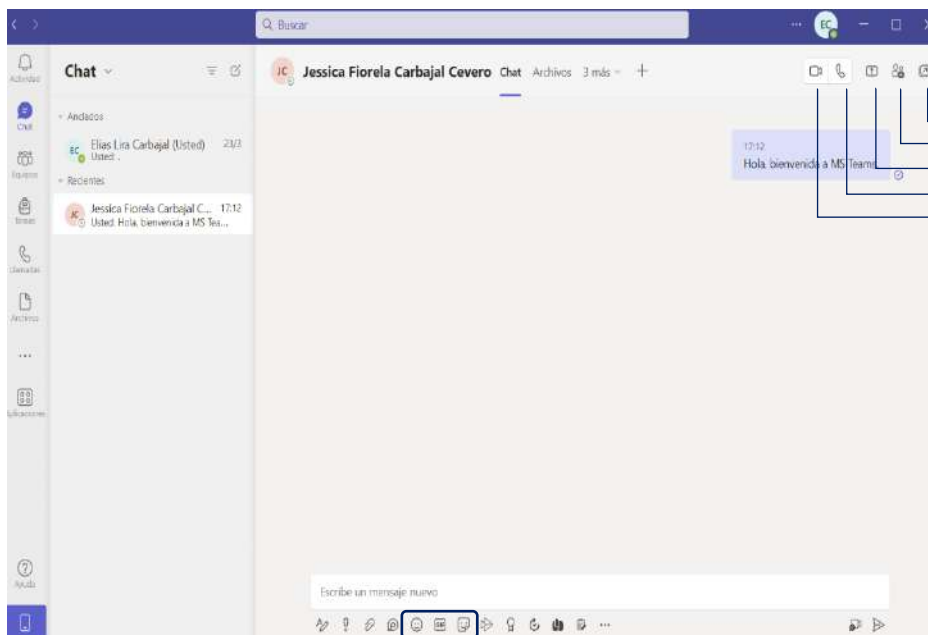 Buscar
EC
Actividad
Chat
Equipos
Tareas
Llamadas
Archivos
Aplicaciones
Ayuda
Chat
Anclados
EC
Elias Lira Carbajal (Usted) 23/3
Usted: .
Recientes
JC
Jessica Fiorela Carbajal C... 17:12
Usted: Hola, bienvenida a MS Tea...
JC Jessica Fiorela Carbajal Cevero Chat Archivos 3 más
17:12
Hola, bienvenida a MS Teams
Escribe un mensaje nuevo
GIF